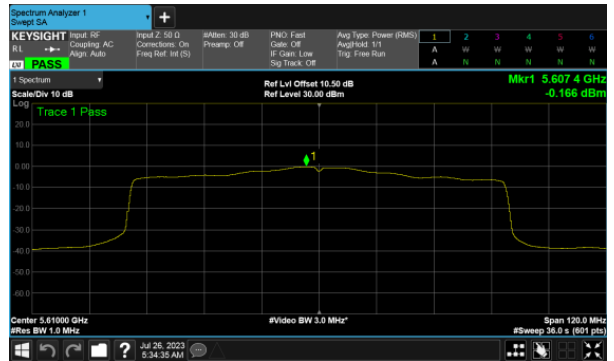 Spectrum Analyzer 1
Swept SA
+
KEYSIGHT Input: RF Input Z: 50 Ω #Atten: 30 dB PNO: Fast Avg Type: Power (RMS) 1 2 3 4 5 6
RL Coupling: AC Corrections: On Preamp: Off Gate: Off Avg|Hold: 1/1 A W W W W W
Align: Auto Freq Ref: Int (S) IF Gain: Low Trig: Free Run
LW PASS Sig Track: Off A N N N N N
1 Spectrum Ref Lvl Offset 10.50 dB Mkr1 5.607 4 GHz
Scale/Div 10 dB Ref Level 30.00 dBm -0.166 dBm
Log
Trace 1 Pass
20.0
10.0
1
0.00
-10.0
-20.0
-30.0
-40.0
-50.0
-60.0
Center 5.61000 GHz #Video BW 3.0 MHz* Span 120.0 MHz
#Res BW 1.0 MHz #Sweep 36.0 s (601 pts)
? Jul 26, 2023
5:34:35 AM